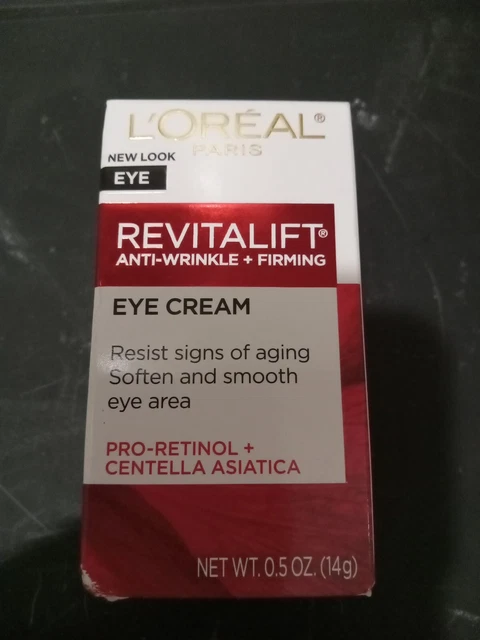 L'ORÉAL®
PARIS
NEW LOOK
EYE
REVITALIFT®
ANTI-WRINKLE + FIRMING
EYE CREAM
Resist signs of aging
Soften and smooth
eye area
PRO-RETINOL +
CENTELLA ASIATICA
NET WT. 0.5 OZ. (14g)